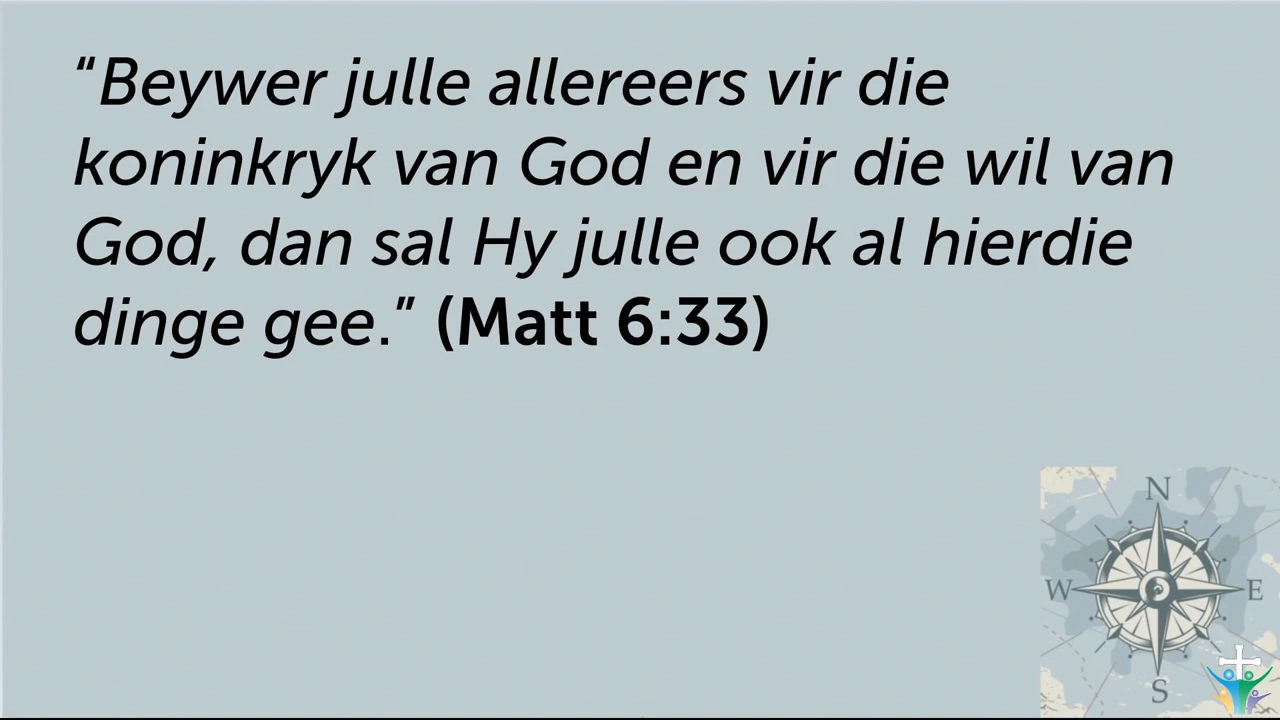 “Beywer julle allereers vir die
koninkryk van God en vir die wil van
God, dan sal Hy julle ook al hierdie
dinge gee.” (Matt 6:33)
N
W E
S